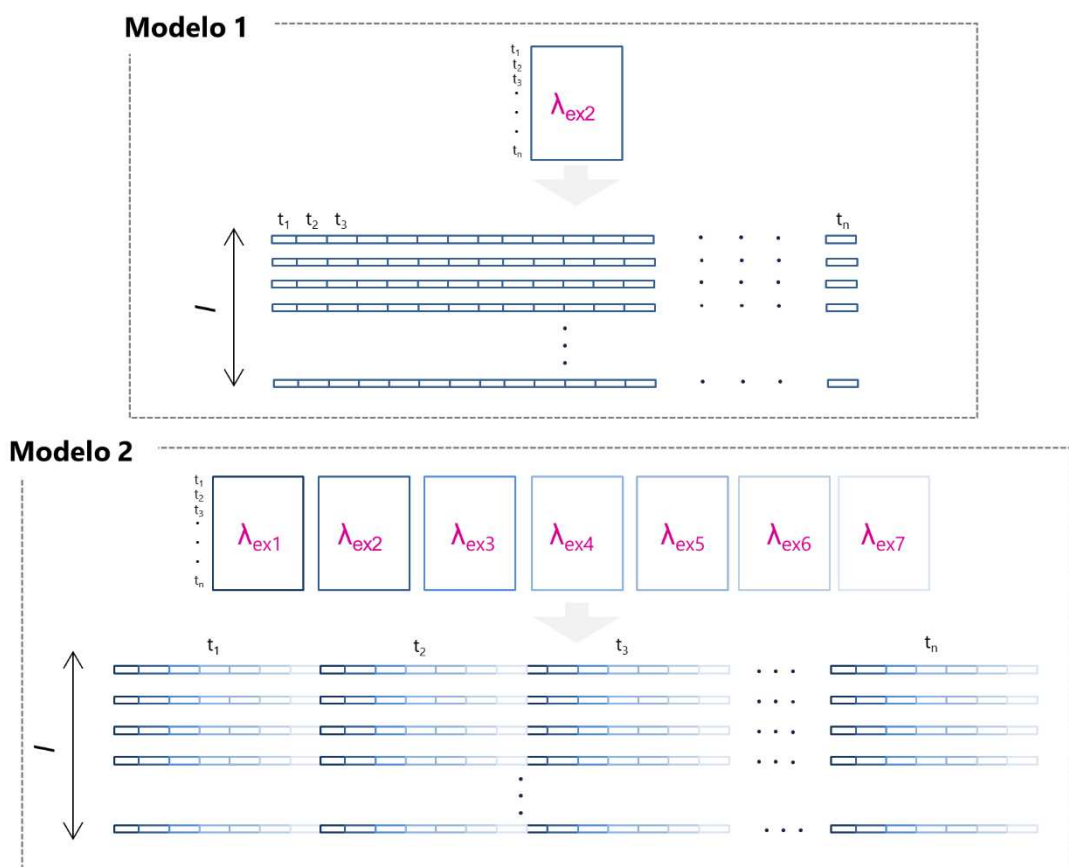 Modelo 1
t₁
t₂
t₃
.
.
.
tₙ
λex2
t₁ t₂ t₃ tₙ
I
Modelo 2
t₁
t₂
t₃
.
.
.
tₙ
λex1 λex2 λex3 λex4 λex5 λex6 λex7
t₁ t₂ t₃ tₙ
I